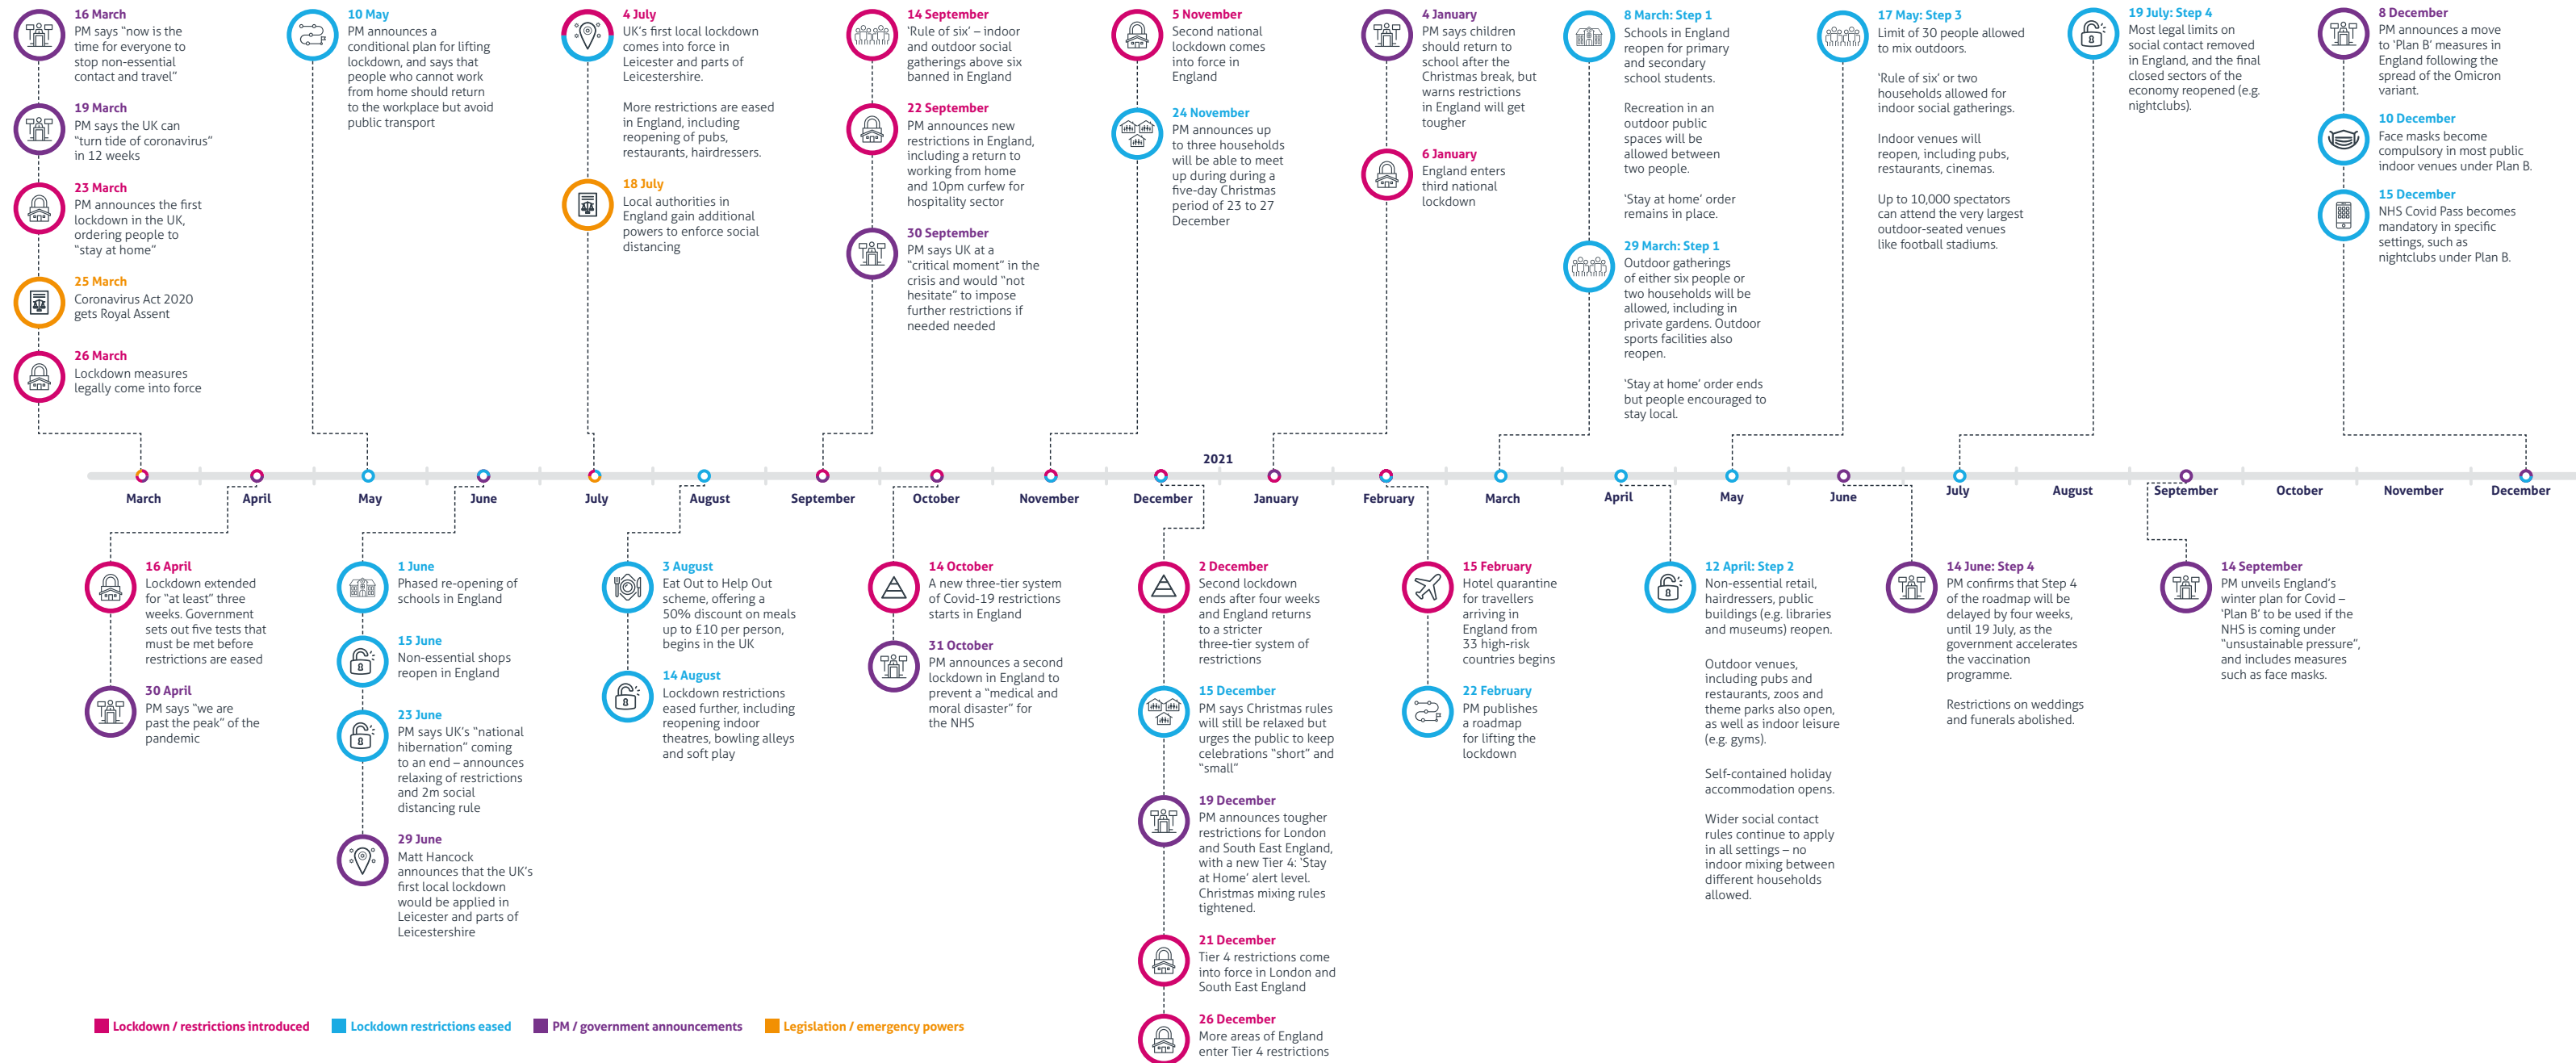 16 March
PM says “now is the
time for everyone to
stop non-essential
contact and travel”
19 March
PM says the UK can
“turn tide of coronavirus”
in 12 weeks
23 March
PM announces the first
lockdown in the UK,
ordering people to
“stay at home”
25 March
Coronavirus Act 2020
gets Royal Assent
26 March
Lockdown measures
legally come into force
10 May
PM announces a
conditional plan for lifting
lockdown, and says that
people who cannot work
from home should return
to the workplace but avoid
public transport
4 July
UK’s first local lockdown
comes into force in
Leicester and parts of
Leicestershire.
More restrictions are eased
in England, including
reopening of pubs,
restaurants, hairdressers.
18 July
Local authorities in
England gain additional
powers to enforce social
distancing
14 September
‘Rule of six’ – indoor
and outdoor social
gatherings above six
banned in England
22 September
PM announces new
restrictions in England,
including a return to
working from home
and 10pm curfew for
hospitality sector
30 September
PM says UK at a
“critical moment” in the
crisis and would “not
hesitate” to impose
further restrictions if
needed needed
5 November
Second national
lockdown comes
into force in
England
24 November
PM announces up
to three households
will be able to meet
up during during a
five-day Christmas
period of 23 to 27
December
4 January
PM says children
should return to
school after the
Christmas break, but
warns restrictions
in England will get
tougher
6 January
England enters
third national
lockdown
8 March: Step 1
Schools in England
reopen for primary
and secondary
school students.
Recreation in an
outdoor public
spaces will be
allowed between
two people.
‘Stay at home’ order
remains in place.
29 March: Step 1
Outdoor gatherings
of either six people or
two households will be
allowed, including in
private gardens. Outdoor
sports facilities also
reopen.
‘Stay at home’ order ends
but people encouraged to
stay local.
17 May: Step 3
Limit of 30 people allowed
to mix outdoors.
‘Rule of six’ or two
households allowed for
indoor social gatherings.
Indoor venues will
reopen, including pubs,
restaurants, cinemas.
Up to 10,000 spectators
can attend the very largest
outdoor-seated venues
like football stadiums.
19 July: Step 4
Most legal limits on
social contact removed
in England, and the final
closed sectors of the
economy reopened (e.g.
nightclubs).
8 December
PM announces a move
to ‘Plan B’ measures in
England following the
spread of the Omicron
variant.
10 December
Face masks become
compulsory in most public
indoor venues under Plan B.
15 December
NHS Covid Pass becomes
mandatory in specific
settings, such as
nightclubs under Plan B.
2021
March April May June July August September October November December January February March April May June July August September October November December
16 April
Lockdown extended
for “at least” three
weeks. Government
sets out five tests that
must be met before
restrictions are eased
30 April
PM says “we are
past the peak” of the
pandemic
1 June
Phased re-opening of
schools in England
15 June
Non-essential shops
reopen in England
23 June
PM says UK’s “national
hibernation” coming
to an end – announces
relaxing of restrictions
and 2m social
distancing rule
29 June
Matt Hancock
announces that the UK’s
first local lockdown
would be applied in
Leicester and parts of
Leicestershire
3 August
Eat Out to Help Out
scheme, offering a
50% discount on meals
up to £10 per person,
begins in the UK
14 August
Lockdown restrictions
eased further, including
reopening indoor
theatres, bowling alleys
and soft play
14 October
A new three-tier system
of Covid-19 restrictions
starts in England
31 October
PM announces a second
lockdown in England to
prevent a “medical and
moral disaster” for
the NHS
2 December
Second lockdown
ends after four weeks
and England returns
to a stricter
three-tier system of
restrictions
15 December
PM says Christmas rules
will still be relaxed but
urges the public to keep
celebrations “short” and
“small”
19 December
PM announces tougher
restrictions for London
and South East England,
with a new Tier 4: ‘Stay
at Home’ alert level.
Christmas mixing rules
tightened.
21 December
Tier 4 restrictions come
into force in London and
South East England
26 December
More areas of England
enter Tier 4 restrictions
15 February
Hotel quarantine
for travellers
arriving in
England from
33 high-risk
countries begins
22 February
PM publishes
a roadmap
for lifting the
lockdown
12 April: Step 2
Non-essential retail,
hairdressers, public
buildings (e.g. libraries
and museums) reopen.
Outdoor venues,
including pubs and
restaurants, zoos and
theme parks also open,
as well as indoor leisure
(e.g. gyms).
Self-contained holiday
accommodation opens.
Wider social contact
rules continue to apply
in all settings – no
indoor mixing between
different households
allowed.
14 June: Step 4
PM confirms that Step 4
of the roadmap will be
delayed by four weeks,
until 19 July, as the
government accelerates
the vaccination
programme.
Restrictions on weddings
and funerals abolished.
14 September
PM unveils England’s
winter plan for Covid –
‘Plan B’ to be used if the
NHS is coming under
“unsustainable pressure”,
and includes measures
such as face masks.
Lockdown / restrictions introduced
Lockdown restrictions eased
PM / government announcements
Legislation / emergency powers